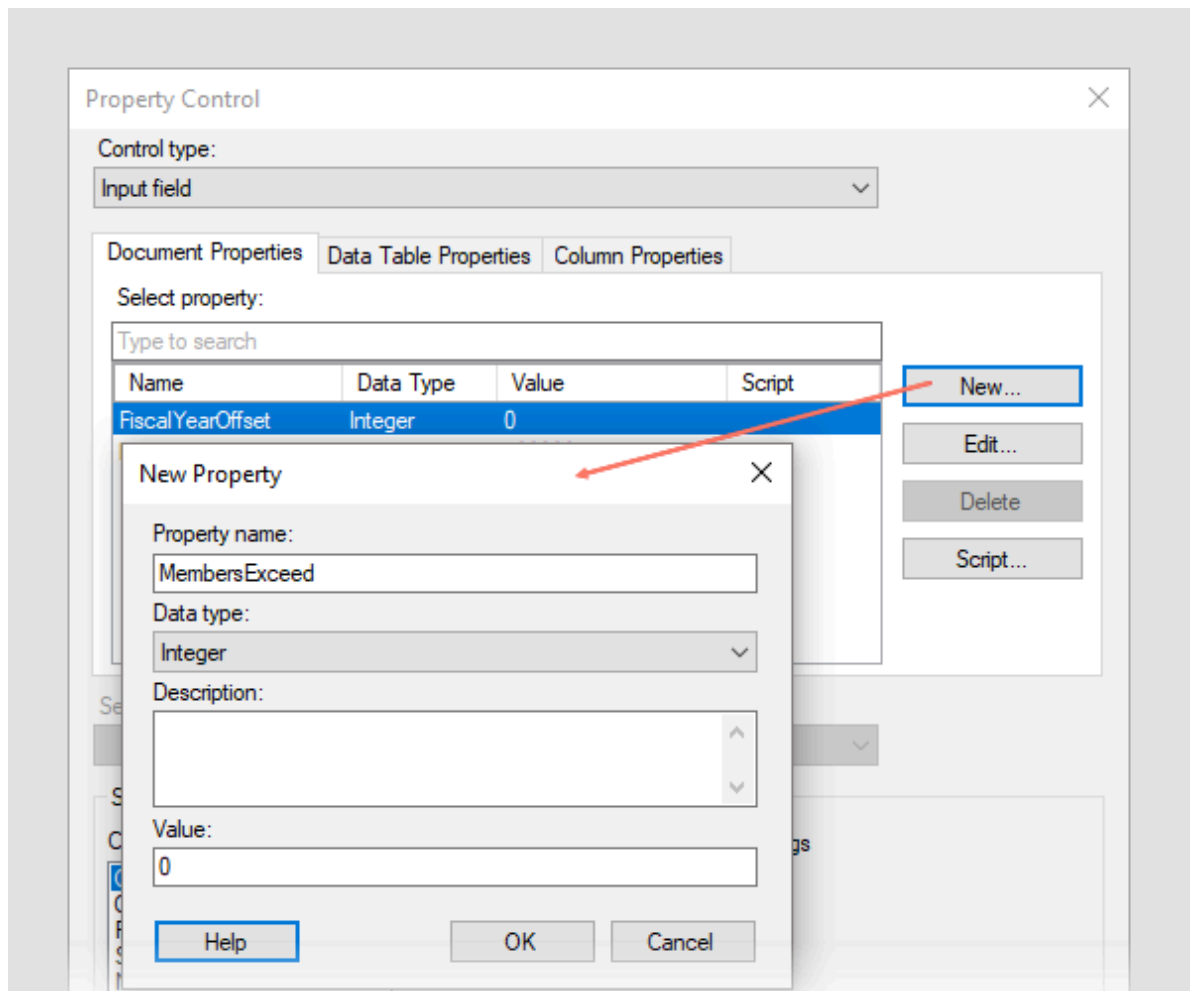 Property Control
Control type:
Input field
Document Properties Data Table Properties Column Properties
Select property:
Type to search
Name Data Type Value Script
FiscalYearOffset Integer 0
New...
Edit...
Delete
Script...
New Property
Property name:
MembersExceed
Data type:
Integer
Description:
Value:
0
Help OK Cancel